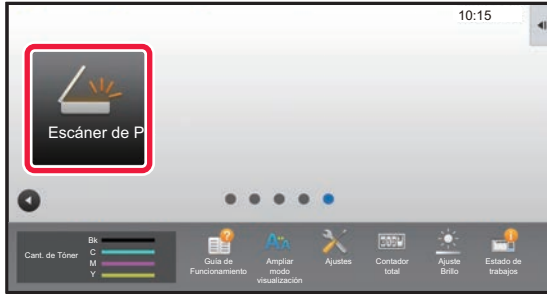 10:15
Escáner de P
Cant. de Tóner
Bk
C
M
Y
Guía de
Funcionamiento
Ampliar
modo
visualización
Ajustes
Contador
total
Ajuste
Brillo
Estado de
trabajos